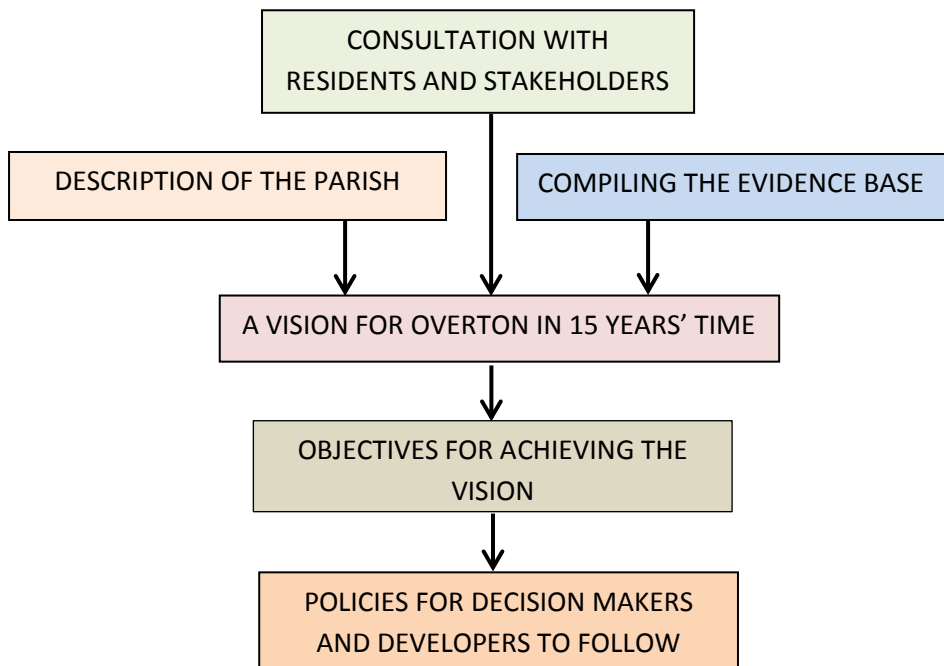 CONSULTATION WITH
RESIDENTS AND STAKEHOLDERS
DESCRIPTION OF THE PARISH
COMPILING THE EVIDENCE BASE
A VISION FOR OVERTON IN 15 YEARS’ TIME
OBJECTIVES FOR ACHIEVING THE
VISION
POLICIES FOR DECISION MAKERS
AND DEVELOPERS TO FOLLOW